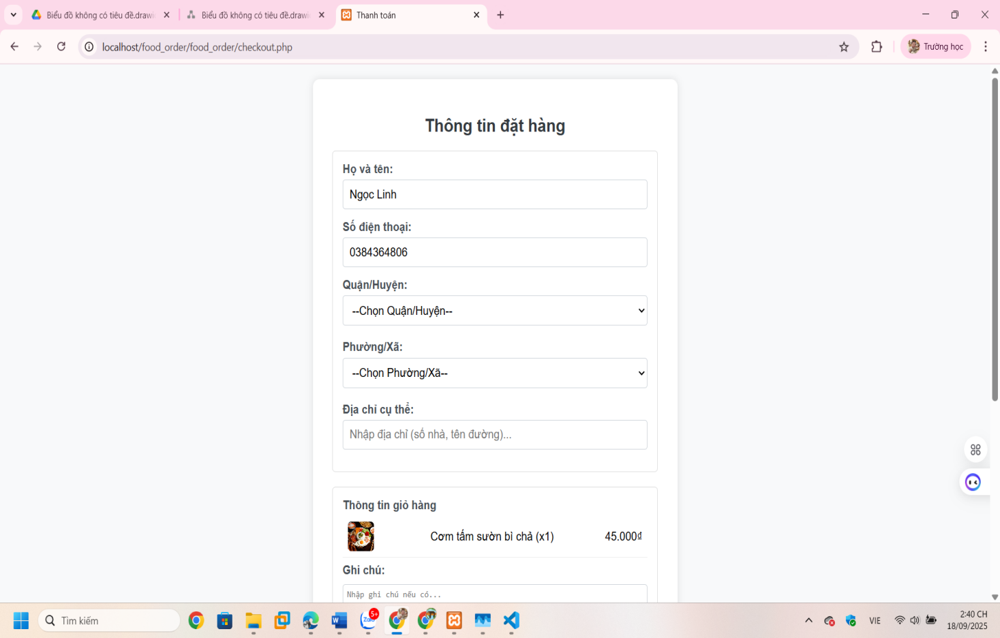 Biểu đồ không có tiêu đề.drawio
Biểu đồ không có tiêu đề.drawio
Thanh toán
localhost/food_order/food_order/checkout.php
Trường học
Thông tin đặt hàng
Họ và tên:
Ngọc Linh
Số điện thoại:
0384364806
Quận/Huyện:
--Chọn Quận/Huyện--
Phường/Xã:
--Chọn Phường/Xã--
Địa chỉ cụ thể:
Nhập địa chỉ (số nhà, tên đường)...
Thông tin giỏ hàng
Cơm tấm sườn bì chả (x1)
45.000₫
Ghi chú:
Nhập ghi chú nếu có...
Tìm kiếm
Zalo
5+
VIE
2:40 CH
18/09/2025